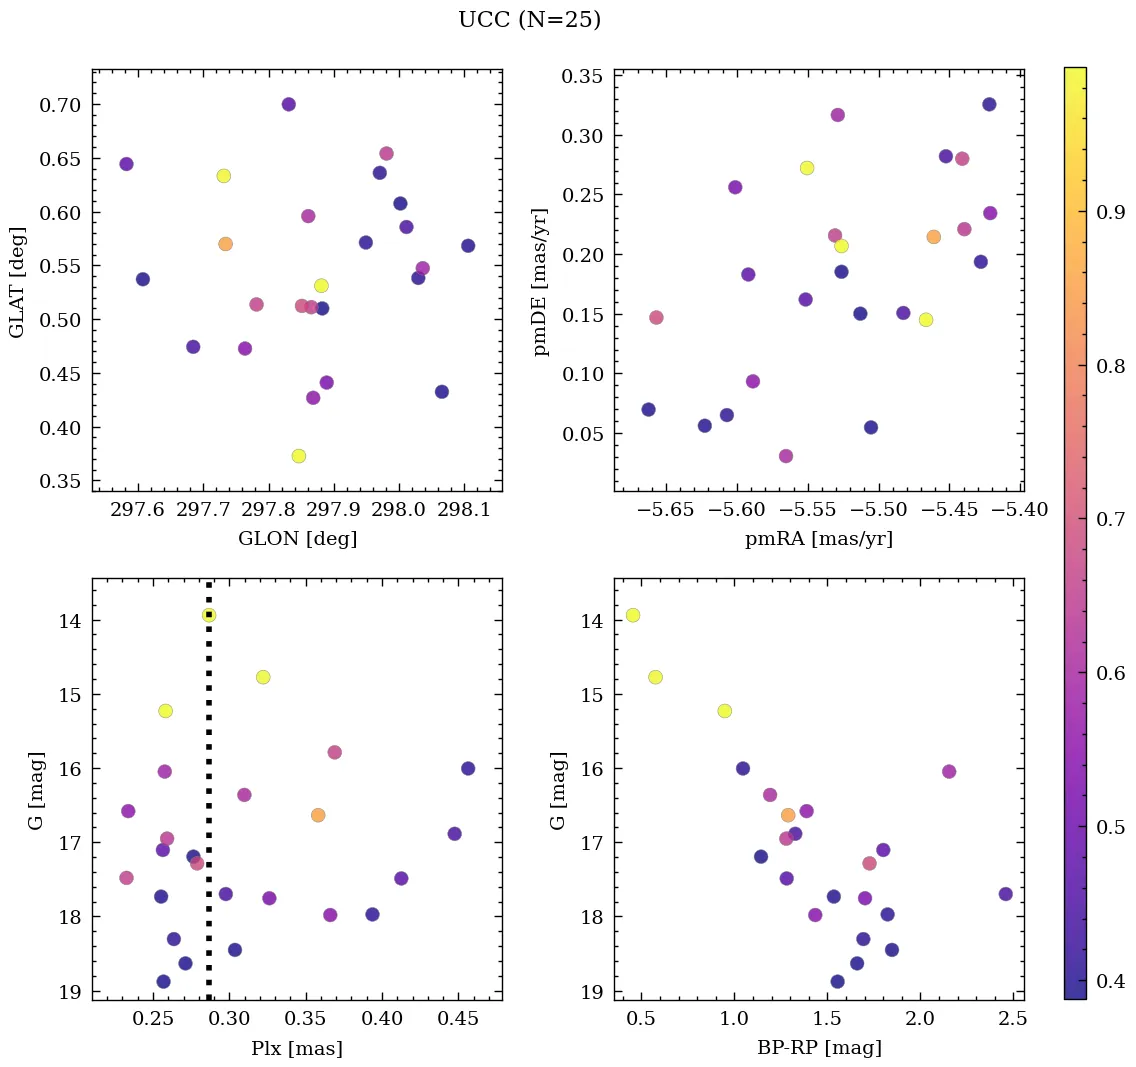 UCC (N=25)
0.70
0.65
0.60
0.55
0.50
0.45
0.40
0.35
GLAT [deg]
297.6 297.7 297.8 297.9 298.0 298.1
GLON [deg]
0.35
0.30
0.25
0.20
0.15
0.10
0.05
pmDE [mas/yr]
−5.65 −5.60 −5.55 −5.50 −5.45 −5.40
pmRA [mas/yr]
14
15
16
17
18
19
G [mag]
0.25 0.30 0.35 0.40 0.45
Plx [mas]
14
15
16
17
18
19
G [mag]
0.5 1.0 1.5 2.0 2.5
BP-RP [mag]
0.9
0.8
0.7
0.6
0.5
0.4